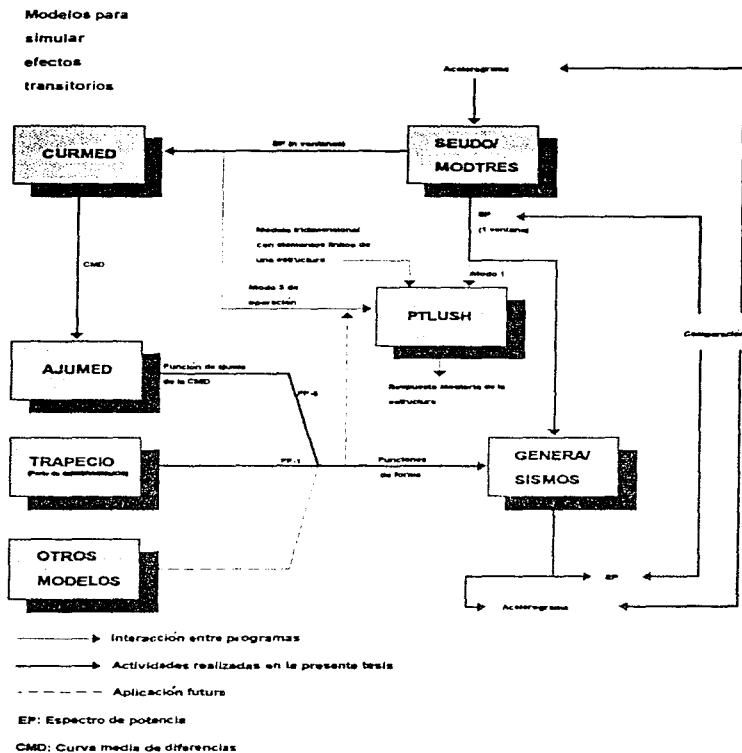 Modelos para
simular
efectos
transitorios
Acelerograma
CURMED
EP (n ventanas)
SEUDO/
MODTRES
EP
(1 ventana)
Modelo tridimensional
con elementos finitos de
una estructura
CMD
Modo 1
Modo 3 de
operación
PTLUSH
Comparación
AJUMED
Función de ajuste
de la CMD
Respuesta aleatoria de la
estructura
TRAPECIO
FF-1
Funciones
de forma
GENERA/
SISMOS
OTROS
MODELOS
EP
Acelerograma
Interacción entre programas
Actividades realizadas en la presente tesis
Aplicación futura
EP: Espectro de potencia
CMD: Curva media de diferencias